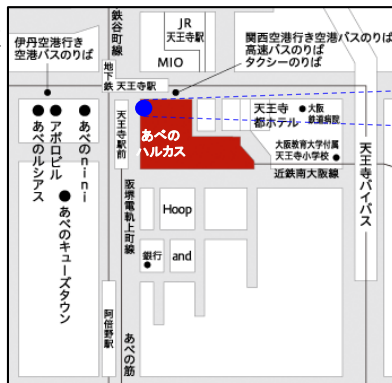 伊丹空港行き
空港バスのりば
鉄
谷町線
地下鉄
天王寺駅
JR
天王寺駅
MIO
関西空港行き空港バスのりば
高速バスのりば
タクシーのりば
あべのルシアス
アポロビル
あべのnini
あべのキューズタウン
天王寺駅前
あべの
ハルカス
天王寺
都ホテル
大阪
鉄道病院
大阪教育大学付属
天王寺小学校
近鉄南大阪線
天王寺バイパス
阪堺電軌上町線
Hoop
銀行
and
阿倍野駅
あべの筋